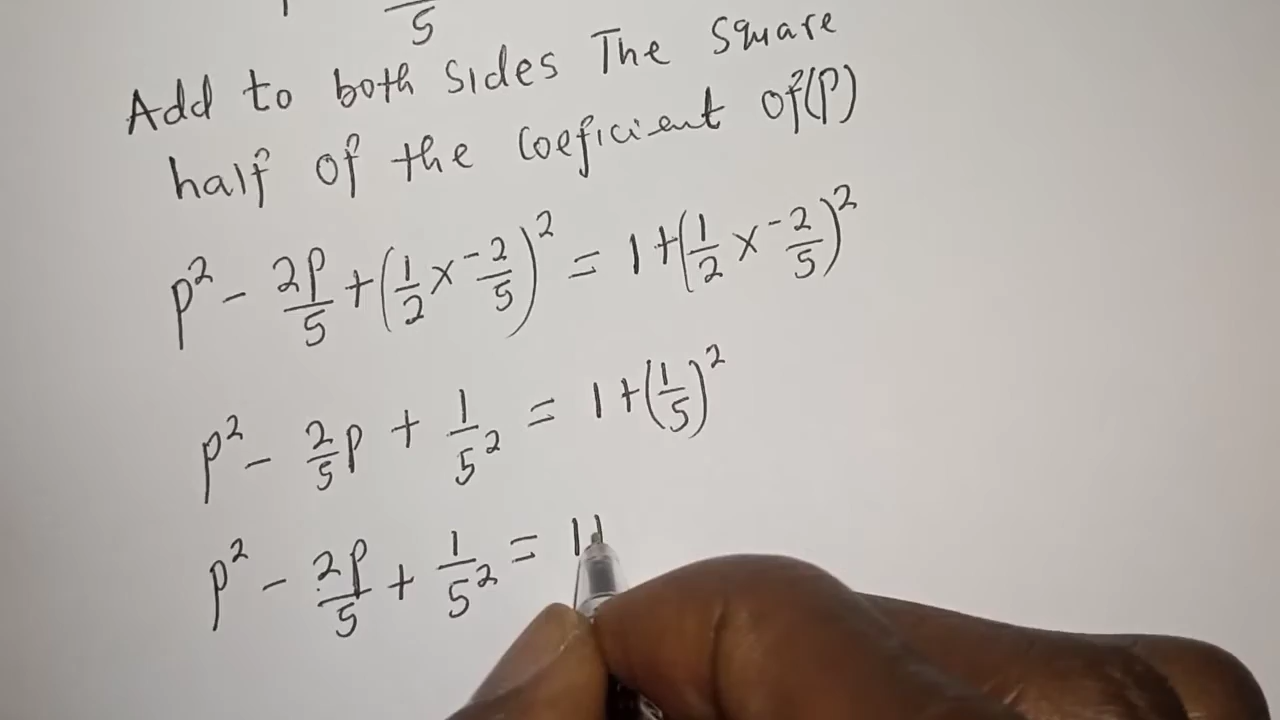 5
Add to both sides The square
half of the coeficient of(P)
p² - 2p/5 + (1/2 x -2/5)² = 1 + (1/2 x -2/5)²
p² - 2/5 p + 1/5² = 1 + (1/5)²
p² - 2p/5 + 1/5² = 1